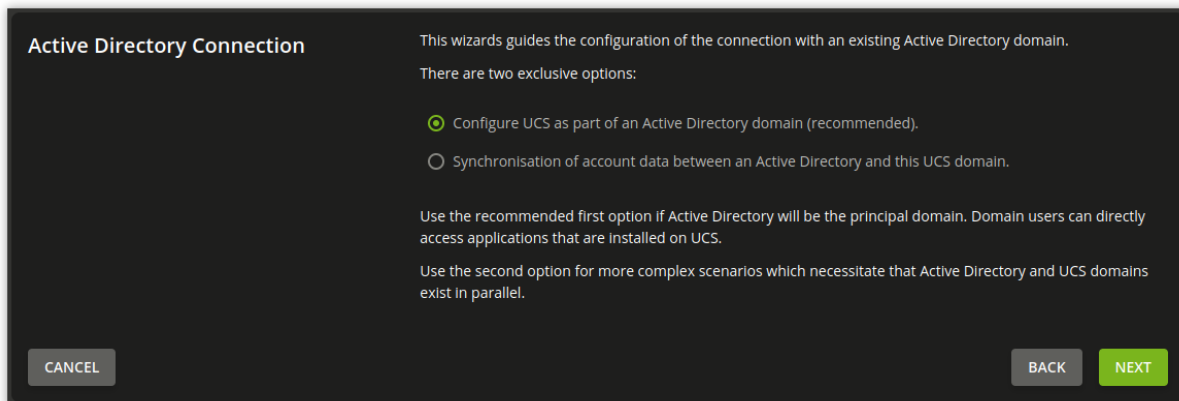 Active Directory Connection
This wizards guides the configuration of the connection with an existing Active Directory domain.
There are two exclusive options:
Configure UCS as part of an Active Directory domain (recommended).
Synchronisation of account data between an Active Directory and this UCS domain.
Use the recommended first option if Active Directory will be the principal domain. Domain users can directly
access applications that are installed on UCS.
Use the second option for more complex scenarios which necessitate that Active Directory and UCS domains
exist in parallel.
CANCEL
BACK
NEXT